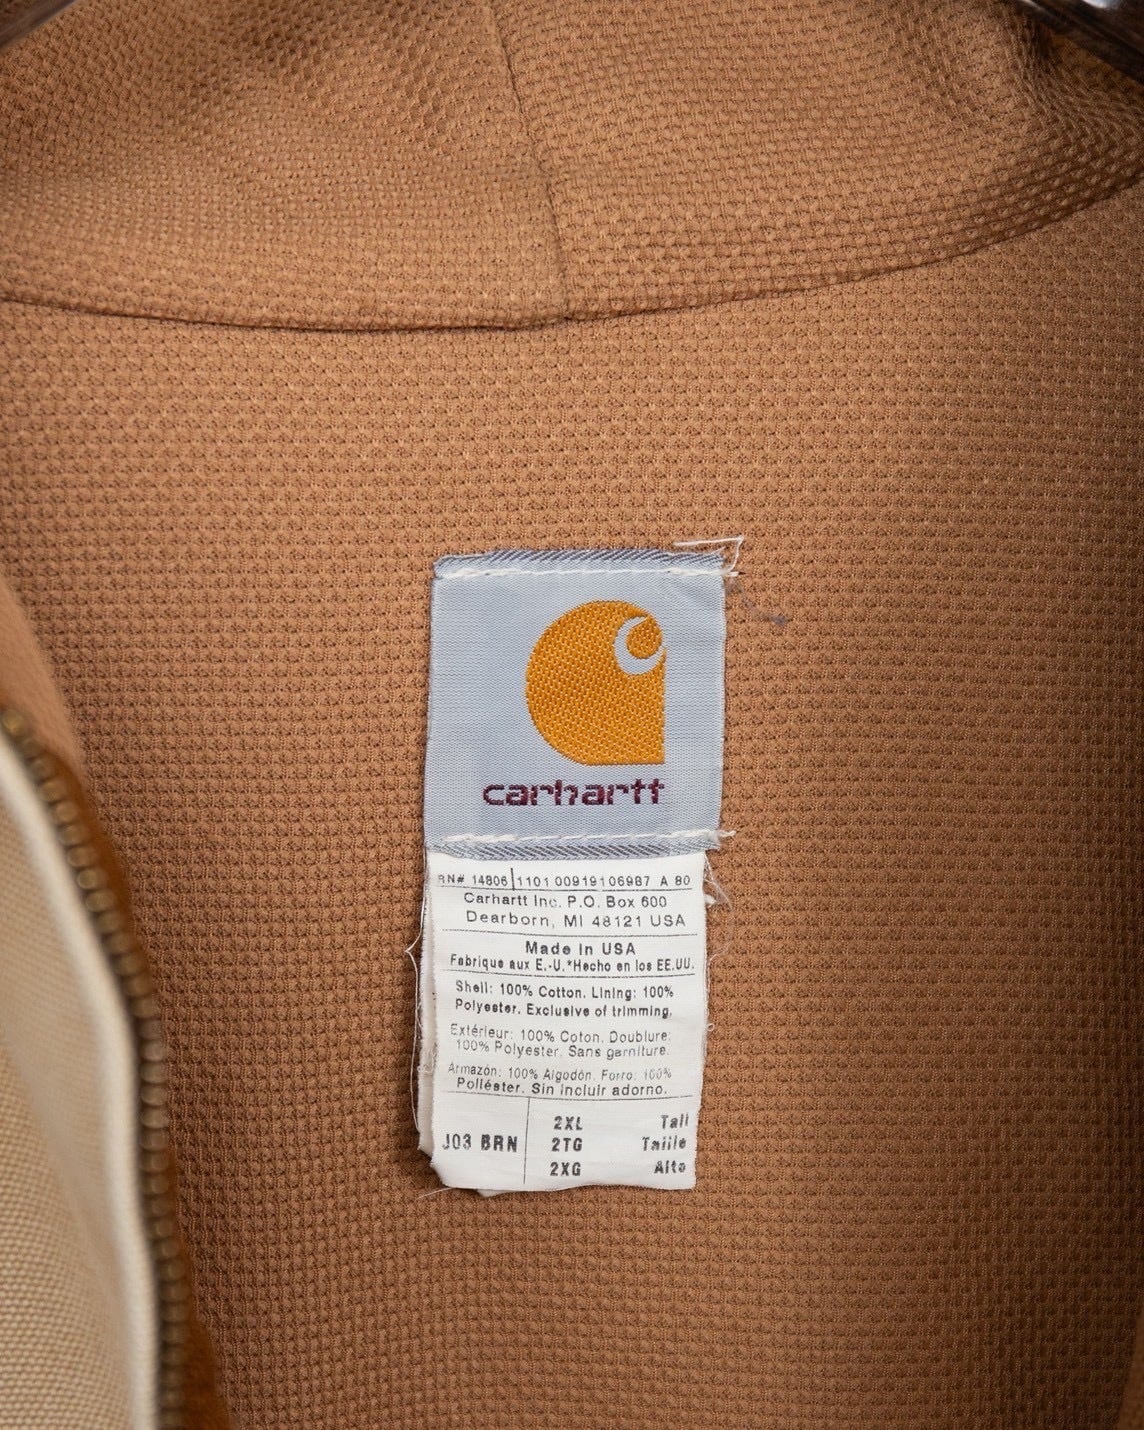 carhartt
RN# 14806 1101 00919106987 A 80
Carhartt Inc. P.O. Box 600
Dearborn, MI 48121 USA
Made in USA
Fabrique aux E.-U.*Hecho en los EE.UU.
Shell: 100% Cotton. Lining: 100%
Polyester. Exclusive of trimming.
Extérieur: 100% Coton. Doublure:
100% Polyester. Sans garniture.
Armazón: 100% Algodón. Forro: 100%
Poliéster. Sin incluir adorno.
J03 BRN
2XL Tall
2TG Taille
2XG Alto